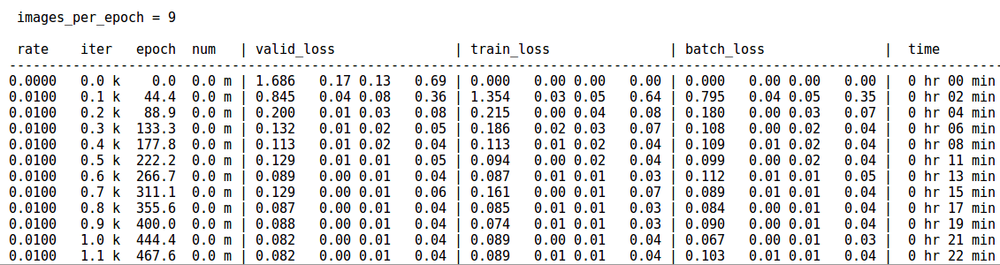 images_per_epoch = 9
rate iter epoch num | valid_loss | train_loss | batch_loss | time
--------------------------------------------------------------------------------------------------------------------------------
0.0000 0.0 k 0.0 0.0 m | 1.686 0.17 0.13 0.69 | 0.000 0.00 0.00 0.00 | 0.000 0.00 0.00 0.00 | 0 hr 00 min
0.0100 0.1 k 44.4 0.0 m | 0.845 0.04 0.08 0.36 | 1.354 0.03 0.05 0.64 | 0.795 0.04 0.05 0.35 | 0 hr 02 min
0.0100 0.2 k 88.9 0.0 m | 0.200 0.01 0.03 0.08 | 0.215 0.00 0.04 0.08 | 0.180 0.00 0.03 0.07 | 0 hr 04 min
0.0100 0.3 k 133.3 0.0 m | 0.132 0.01 0.02 0.05 | 0.186 0.02 0.03 0.07 | 0.108 0.00 0.02 0.04 | 0 hr 06 min
0.0100 0.4 k 177.8 0.0 m | 0.113 0.01 0.02 0.04 | 0.113 0.01 0.02 0.04 | 0.109 0.01 0.02 0.04 | 0 hr 08 min
0.0100 0.5 k 222.2 0.0 m | 0.129 0.01 0.01 0.05 | 0.094 0.00 0.02 0.04 | 0.099 0.00 0.02 0.04 | 0 hr 11 min
0.0100 0.6 k 266.7 0.0 m | 0.089 0.00 0.01 0.04 | 0.087 0.01 0.01 0.03 | 0.112 0.01 0.01 0.05 | 0 hr 13 min
0.0100 0.7 k 311.1 0.0 m | 0.129 0.00 0.01 0.06 | 0.161 0.00 0.01 0.07 | 0.089 0.01 0.01 0.04 | 0 hr 15 min
0.0100 0.8 k 355.6 0.0 m | 0.087 0.00 0.01 0.04 | 0.085 0.01 0.01 0.03 | 0.084 0.00 0.01 0.04 | 0 hr 17 min
0.0100 0.9 k 400.0 0.0 m | 0.088 0.00 0.01 0.04 | 0.074 0.01 0.01 0.03 | 0.090 0.00 0.01 0.04 | 0 hr 19 min
0.0100 1.0 k 444.4 0.0 m | 0.082 0.00 0.01 0.04 | 0.089 0.00 0.01 0.04 | 0.067 0.00 0.01 0.03 | 0 hr 21 min
0.0100 1.1 k 467.6 0.0 m | 0.082 0.00 0.01 0.04 | 0.089 0.01 0.01 0.04 | 0.103 0.01 0.01 0.04 | 0 hr 22 min